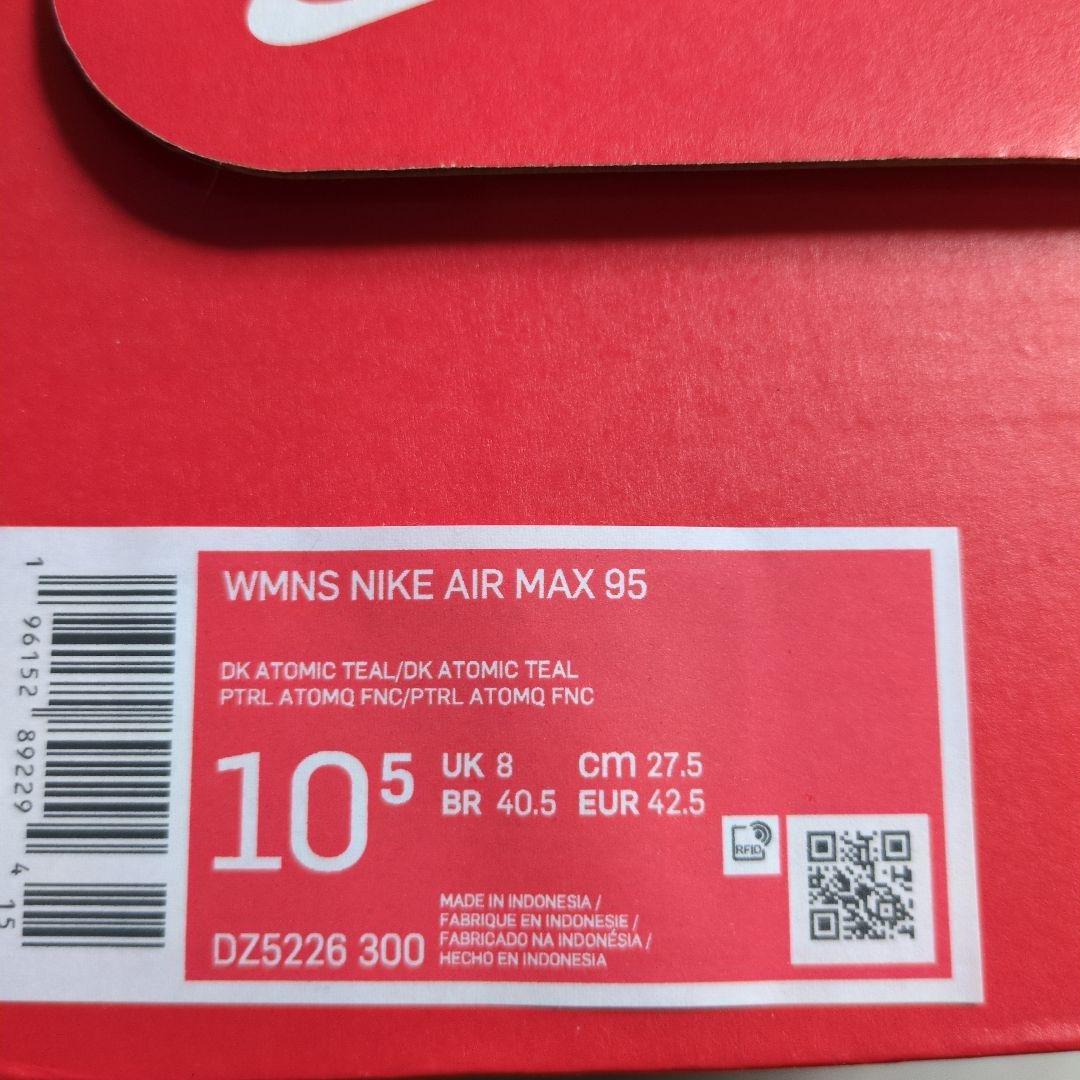 WMNS NIKE AIR MAX 95
DK ATOMIC TEAL/DK ATOMIC TEAL
PTRL ATOMQ FNC/PTRL ATOMQ FNC
10 5
UK 8 cm 27.5
BR 40.5 EUR 42.5
RFID
MADE IN INDONESIA /
FABRIQUE EN INDONESIE /
FABRICADO NA INDONÉSIA /
HECHO EN INDONESIA
DZ5226 300
1 96152 89229 4 15